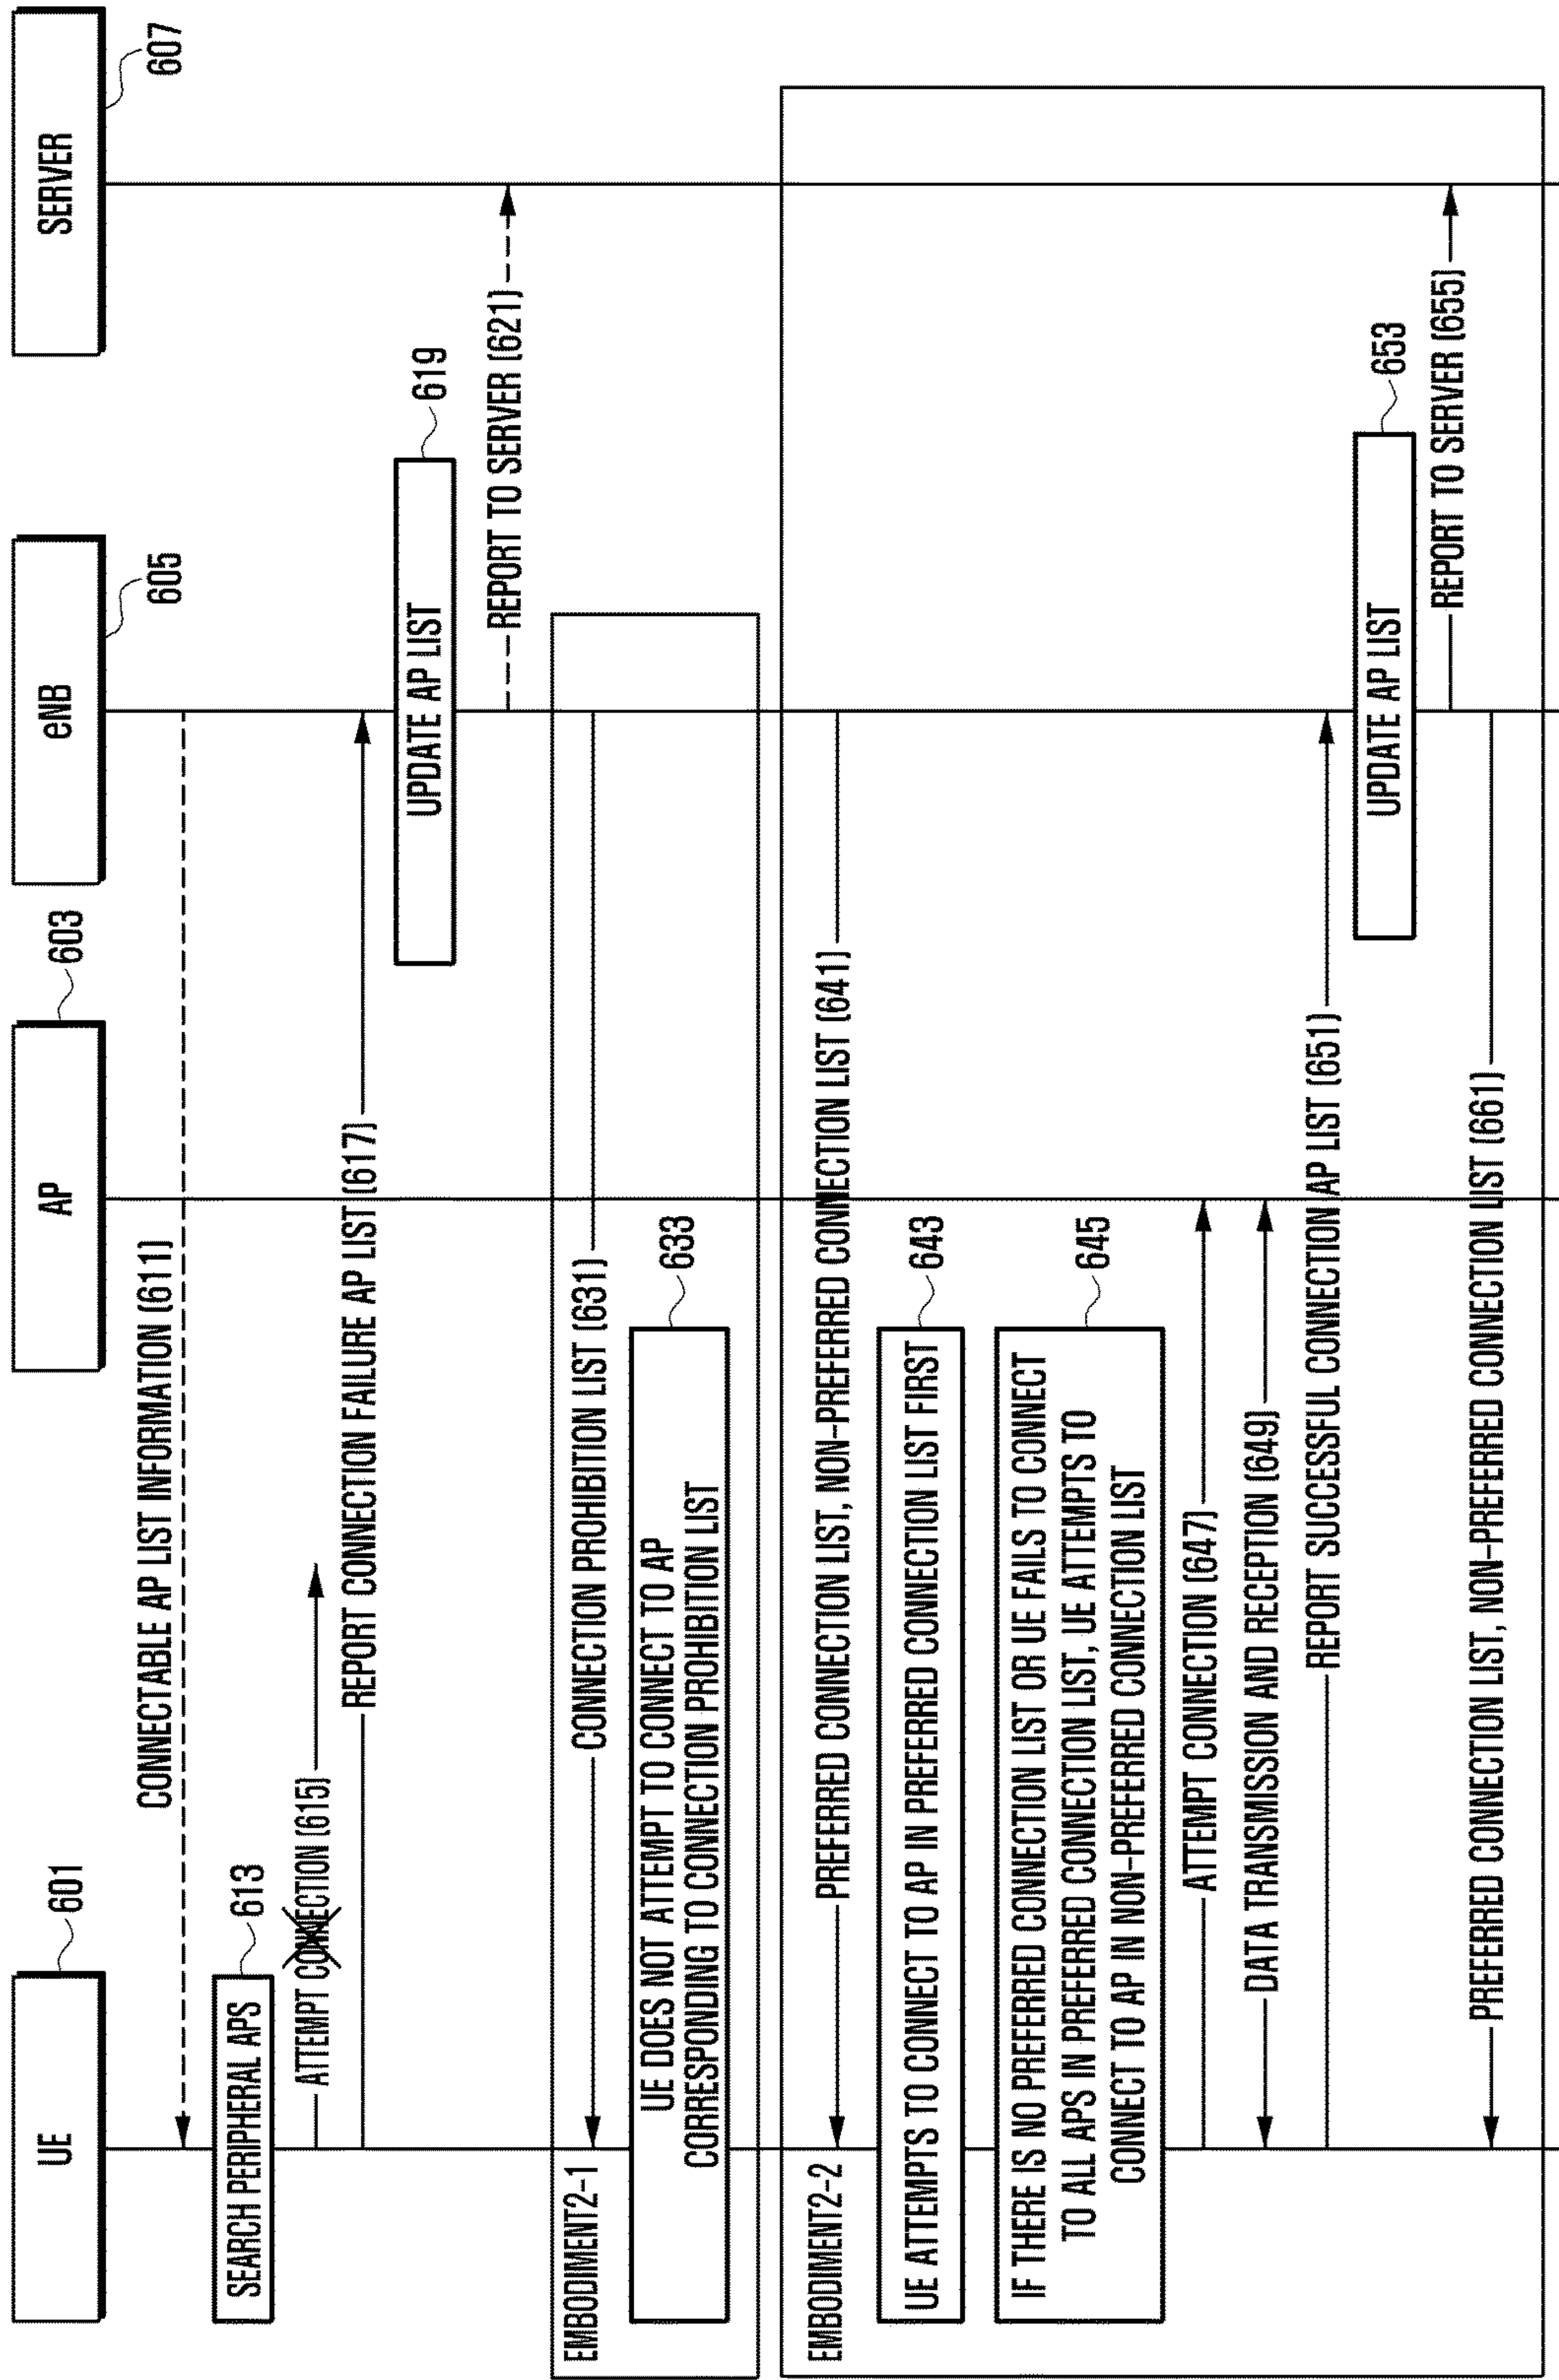 UE
601
AP
603
eNB
605
SERVER
607
CONNECTABLE AP LIST INFORMATION (611)
SEARCH PERIPHERAL APS
613
ATTEMPT CONNECTION (615)
REPORT CONNECTION FAILURE AP LIST (617)
UPDATE AP LIST
619
REPORT TO SERVER (621)
EMBODIMENT2-1
CONNECTION PROHIBITION LIST (631)
UE DOES NOT ATTEMPT TO CONNECT TO AP
CORRESPONDING TO CONNECTION PROHIBITION LIST
633
EMBODIMENT2-2
PREFERRED CONNECTION LIST, NON-PREFERRED CONNECTION LIST (641)
UE ATTEMPTS TO CONNECT TO AP IN PREFERRED CONNECTION LIST FIRST
643
IF THERE IS NO PREFERRED CONNECTION LIST OR UE FAILS TO CONNECT
TO ALL APS IN PREFERRED CONNECTION LIST, UE ATTEMPTS TO
CONNECT TO AP IN NON-PREFERRED CONNECTION LIST
645
ATTEMPT CONNECTION (647)
DATA TRANSMISSION AND RECEPTION (649)
REPORT SUCCESSFUL CONNECTION AP LIST (651)
UPDATE AP LIST
653
REPORT TO SERVER (655)
PREFERRED CONNECTION LIST, NON-PREFERRED CONNECTION LIST (661)